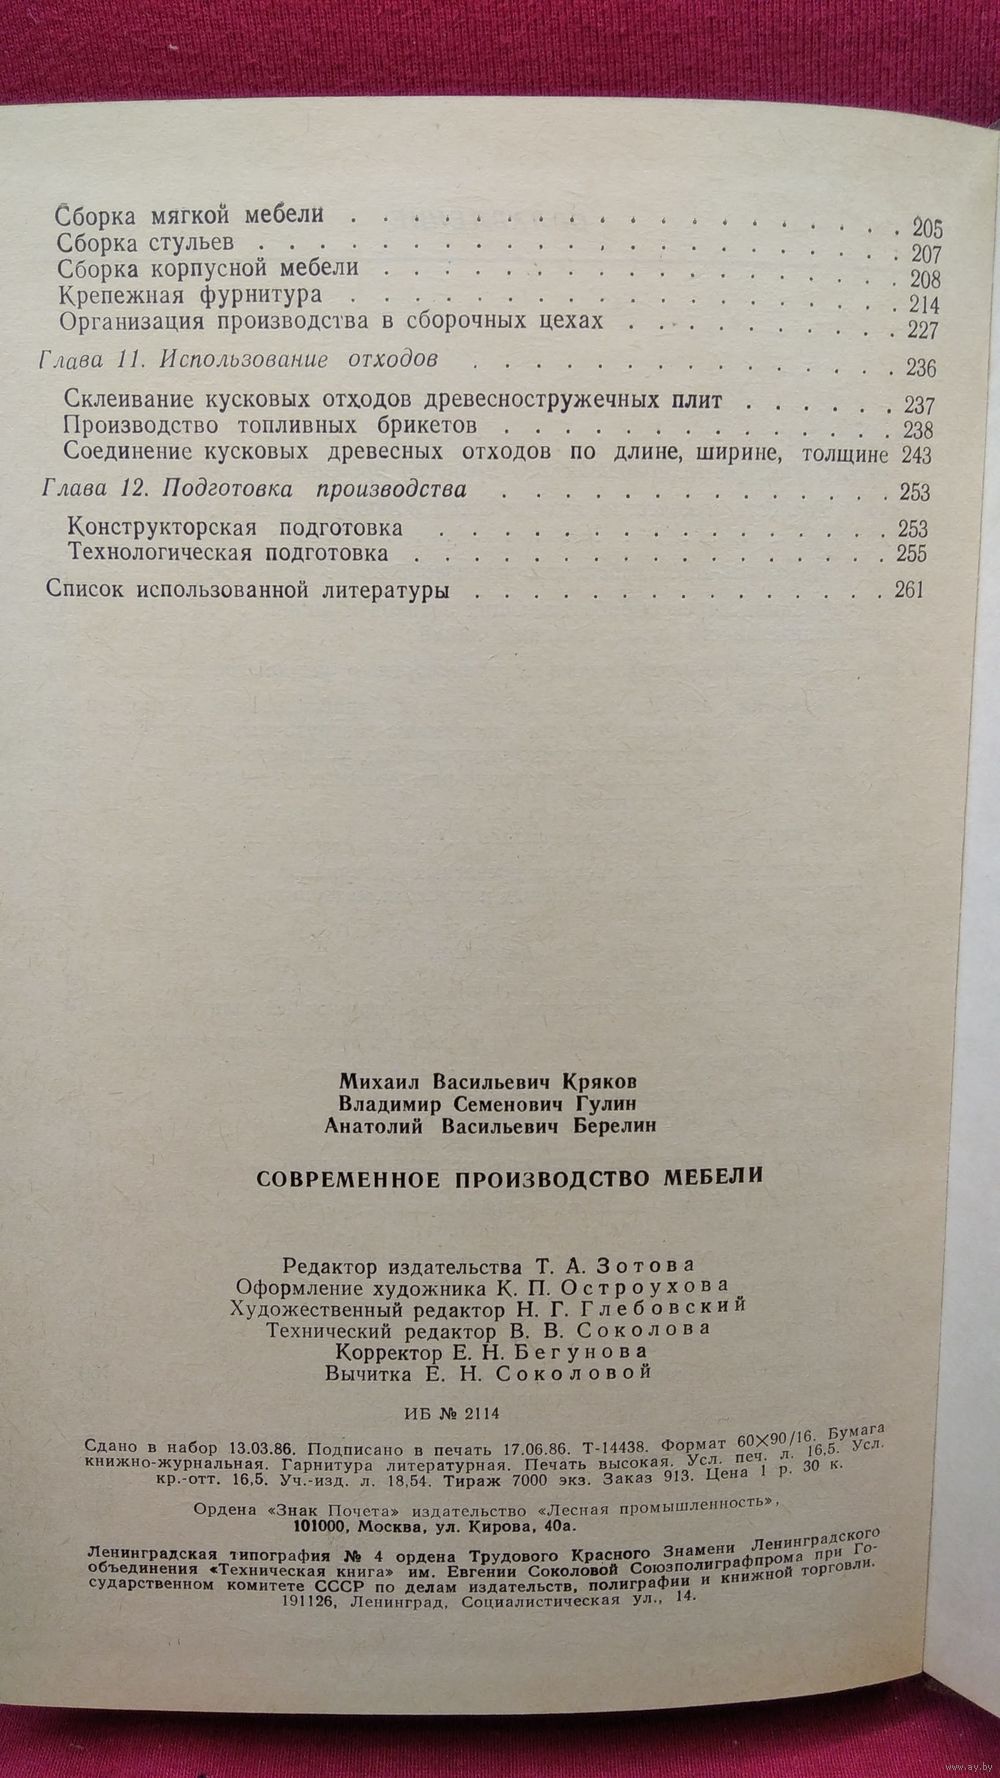 Сборка мягкой мебели . . . . . . . . . . . . . . . . . . . 205
Сборка стульев . . . . . . . . . . . . . . . . . . . . . . 207
Сборка корпусной мебели . . . . . . . . . . . . . . . . . . 208
Крепежная фурнитура . . . . . . . . . . . . . . . . . . . 214
Организация производства в сборочных цехах . . . . . . . . . . 227
Глава 11. Использование отходов . . . . . . . . . . . . . . . 236
Склеивание кусковых отходов древесностружечных плит . . . . . . 237
Производство топливных брикетов . . . . . . . . . . . . . . 238
Соединение кусковых древесных отходов по длине, ширине, толщине 243
Глава 12. Подготовка производства . . . . . . . . . . . . . . 253
Конструкторская подготовка . . . . . . . . . . . . . . . . 253
Технологическая подготовка . . . . . . . . . . . . . . . . . 255
Список использованной литературы . . . . . . . . . . . . . . . 261
Михаил Васильевич Кряков
Владимир Семенович Гулин
Анатолий Васильевич Берелин
СОВРЕМЕННОЕ ПРОИЗВОДСТВО МЕБЕЛИ
Редактор издательства Т. А. Зотова
Оформление художника К. П. Остроухова
Художественный редактор Н. Г. Глебовский
Технический редактор В. В. Соколова
Корректор Е. Н. Бегунова
Вычитка Е. Н. Соколовой
ИБ № 2114
Сдано в набор 13.03.86. Подписано в печать 17.06.86. Т-14438. Формат 60×90/16. Бумага
книжно-журнальная. Гарнитура литературная. Печать высокая. Усл. печ. л. 16,5. Усл.
кр.-отт. 16,5. Уч.-изд. л. 18,54. Тираж 7000 экз. Заказ 913. Цена 1 р. 30 к.
Ордена «Знак Почета» издательство «Лесная промышленность»,
101000, Москва, ул. Кирова, 40а.
Ленинградская типография № 4 ордена Трудового Красного Знамени Ленинградского
объединения «Техническая книга» им. Евгении Соколовой Союзполиграфпрома при Го-
сударственном комитете СССР по делам издательств, полиграфии и книжной торговли.
191126, Ленинград, Социалистическая ул., 14.
www.ay.by